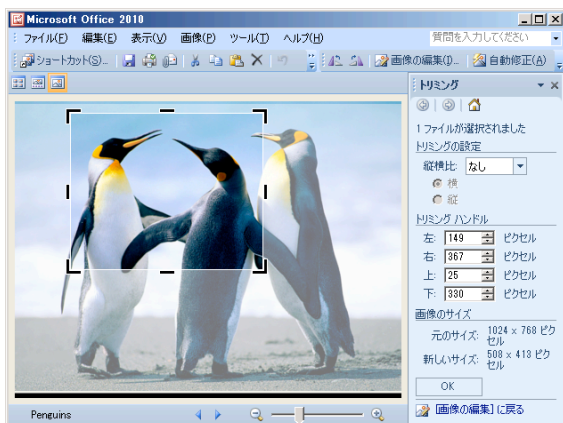 Microsoft Office 2010
ファイル(F) 編集(E) 表示(V) 画像(P) ツール(T) ヘルプ(H) 質問を入力してください
ショートカット(S)... 画像の編集(I)... 自動修正(A)
トリミング
1 ファイルが選択されました
トリミングの設定
縦横比: なし
横
縦
トリミング ハンドル
左: 149 ピクセル
右: 367 ピクセル
上: 25 ピクセル
下: 330 ピクセル
画像のサイズ
元のサイズ: 1024 x 768 ピク
セル
新しいサイズ: 508 x 413 ピク
セル
OK
[画像の編集] に戻る
Penguins